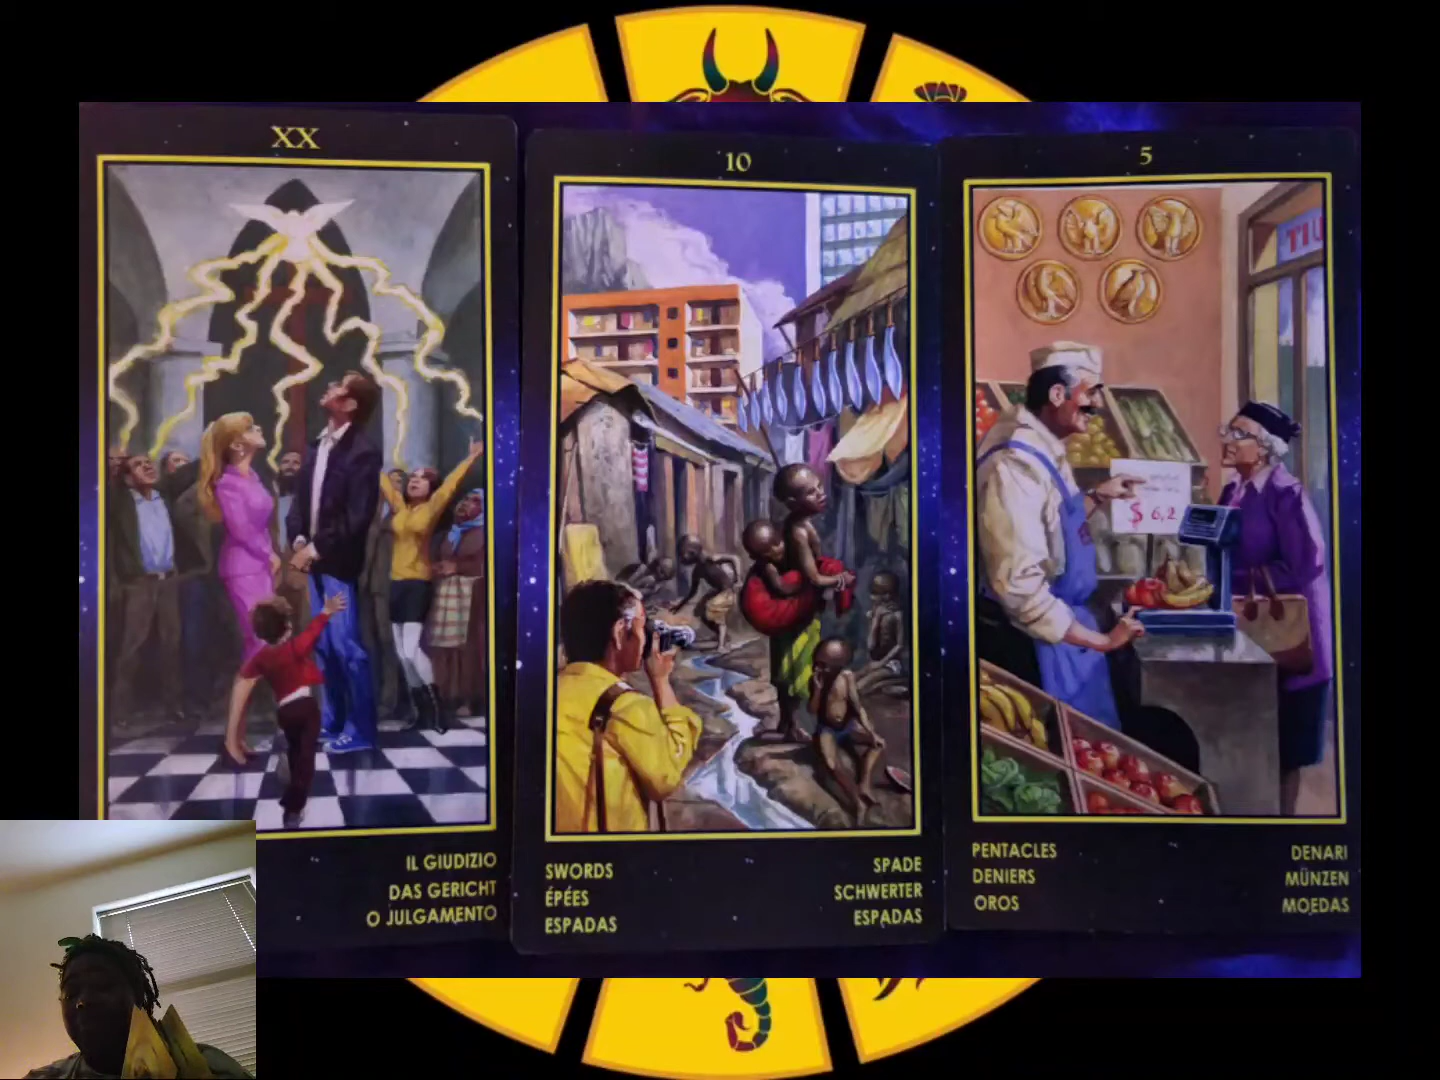 XX
10
5
TIU
$ 6,2
IL GIUDIZIO
DAS GERICHT
O JULGAMENTO
SWORDS
ÉPÉES
ESPADAS
SPADE
SCHWERTER
ESPADAS
PENTACLES
DENIERS
OROS
DENARI
MÜNZEN
MOEDAS